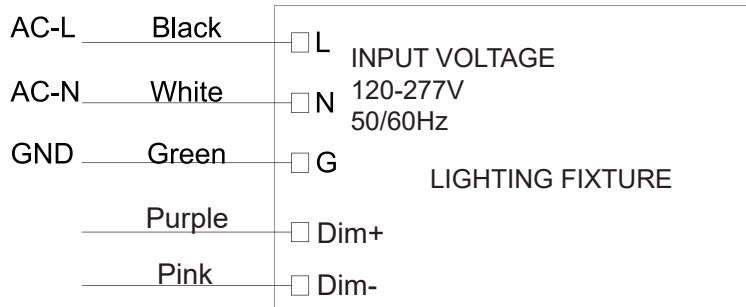 AC-L Black L
INPUT VOLTAGE
AC-N White N
120-277V
50/60Hz
GND Green G
LIGHTING FIXTURE
Purple Dim+
Pink Dim-